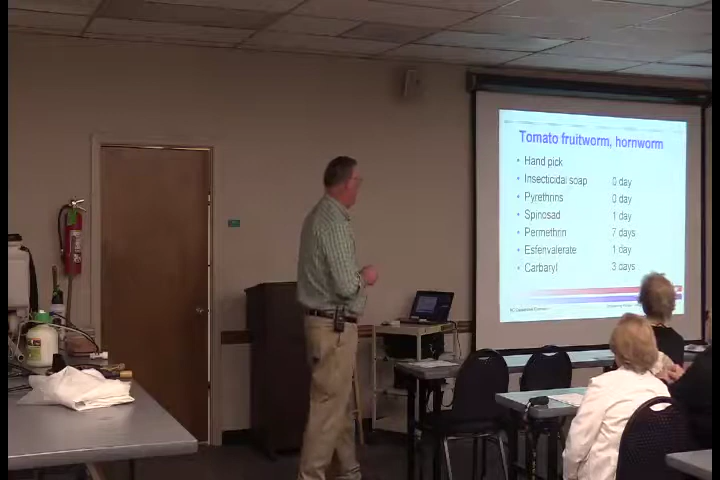 Tomato fruitworm, hornworm
• Hand pick
• Insecticidal soap 0 day
• Pyrethrins 0 day
• Spinosad 1 day
• Permethrin 7 days
• Esfenvalerate 1 day
• Carbaryl 3 days